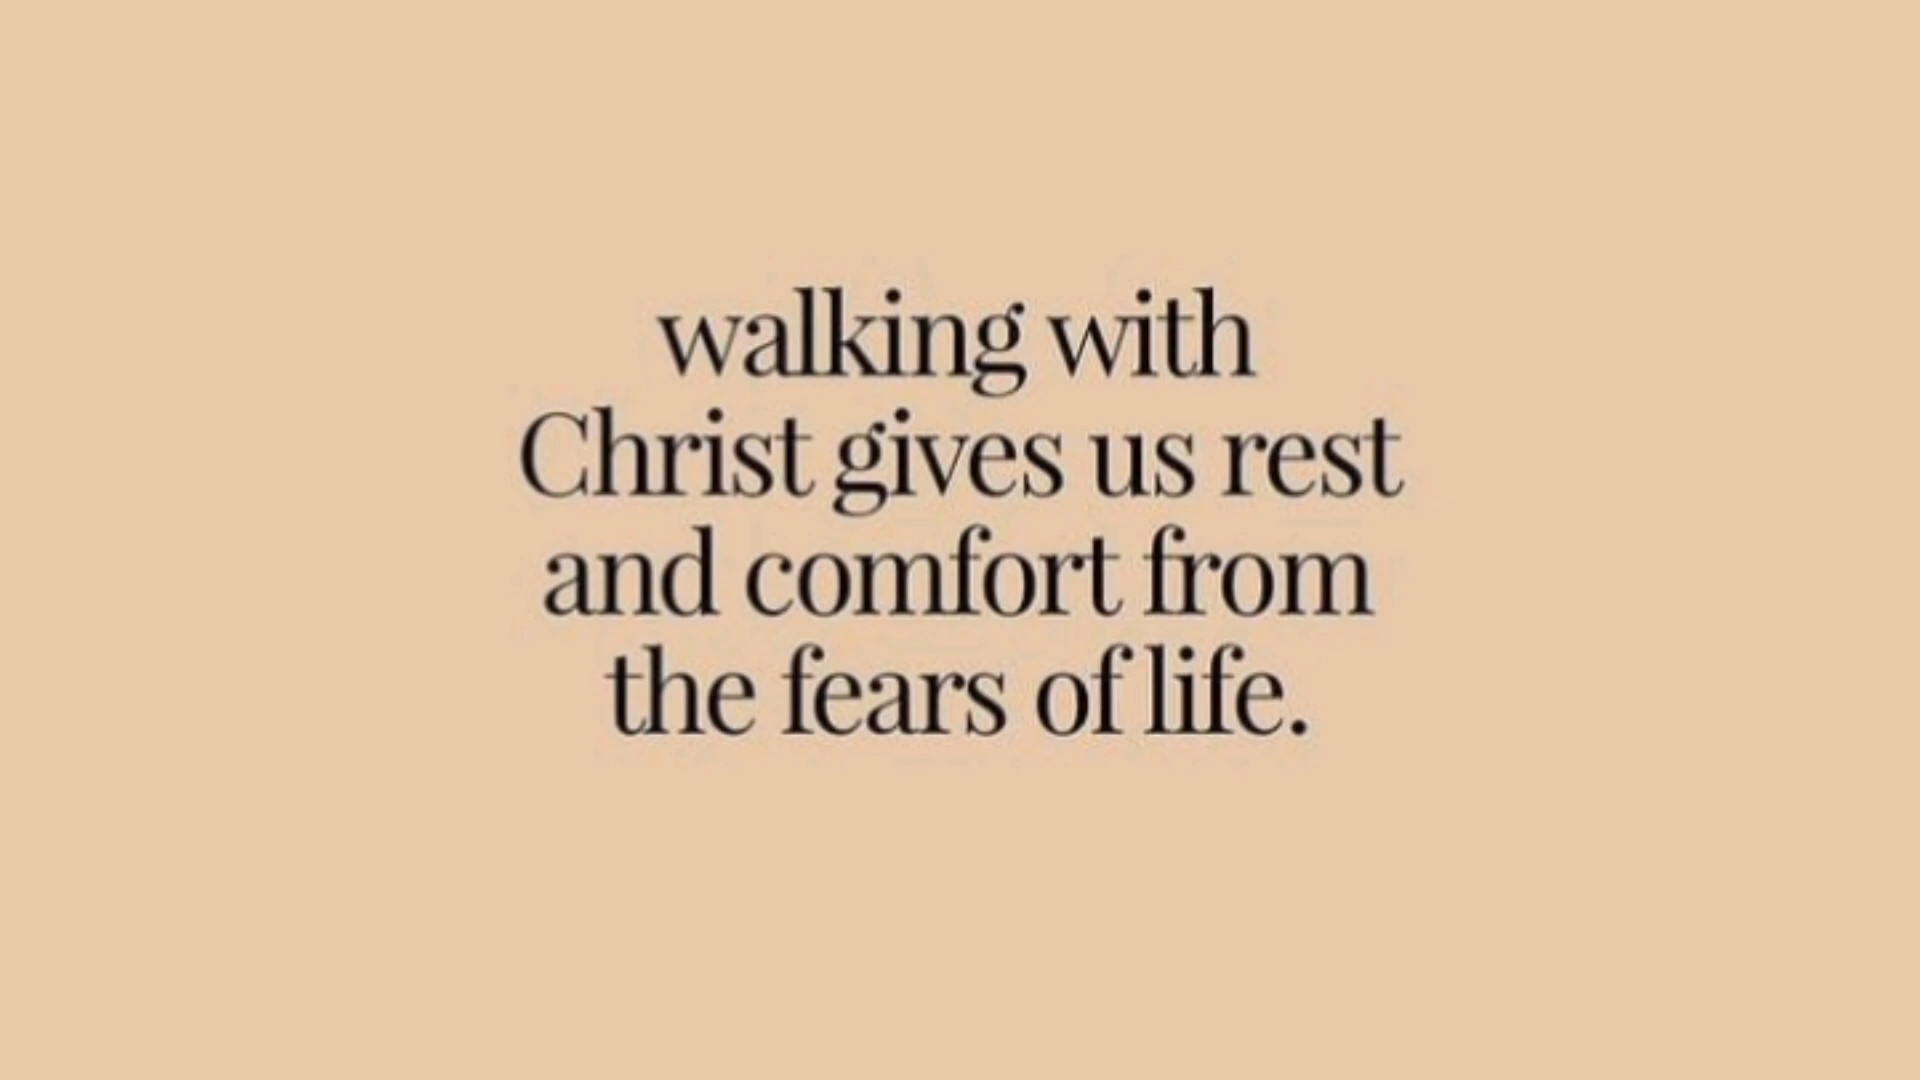 walking with
Christ gives us rest
and comfort from
the fears of life.